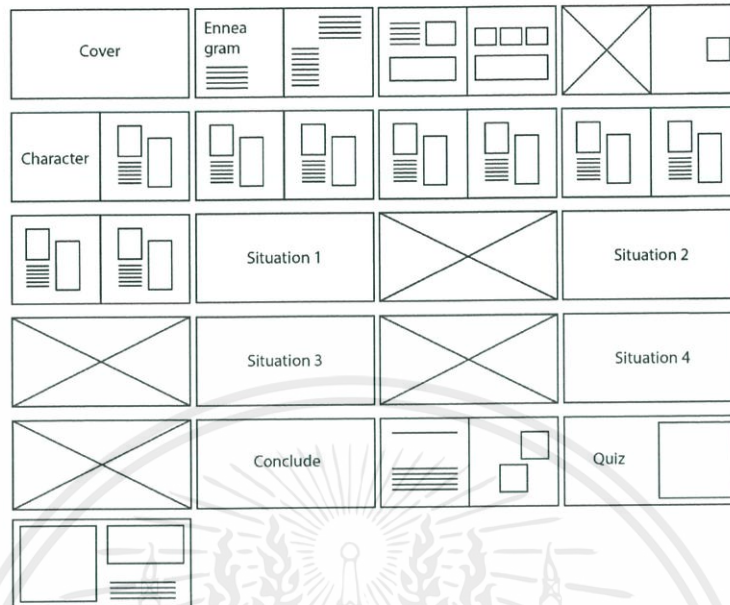 Cover
Ennea
gram
Character
Situation 1
Situation 2
Situation 3
Situation 4
Conclude
Quiz